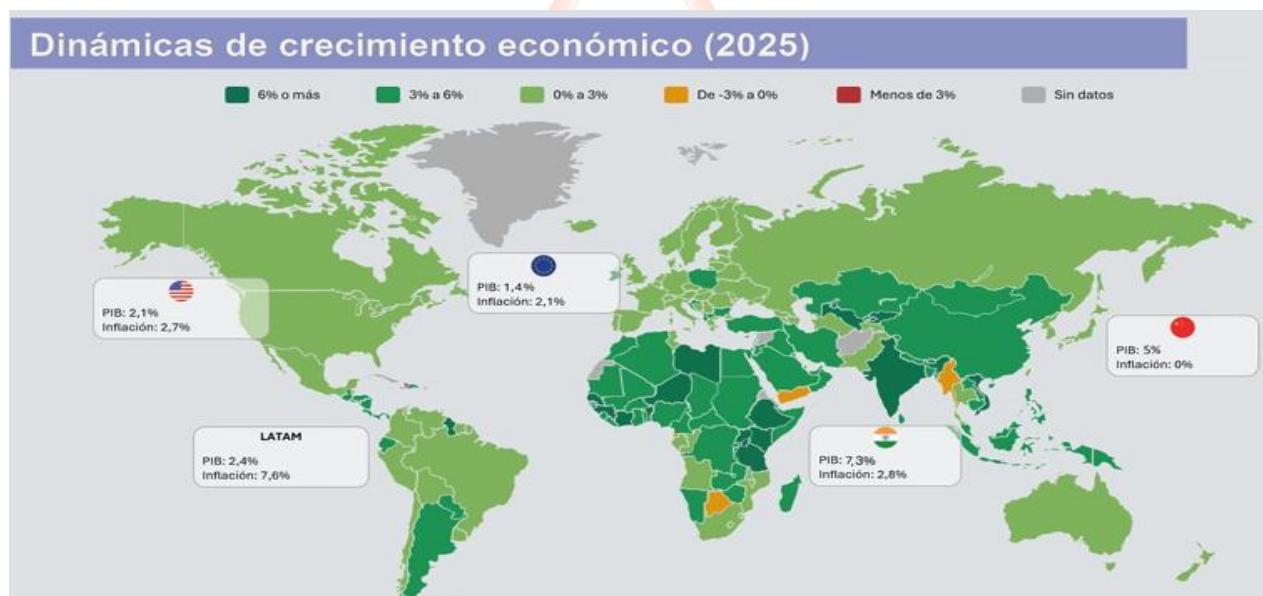 Dinámicas de crecimiento económico (2025)
6% o más
3% a 6%
0% a 3%
De -3% a 0%
Menos de 3%
Sin datos
PIB: 1,4%
Inflación: 2,1%
PIB: 2,1%
Inflación: 2,7%
PIB: 5%
Inflación: 0%
LATAM
PIB: 2,4%
Inflación: 7,6%
PIB: 7,3%
Inflación: 2,8%